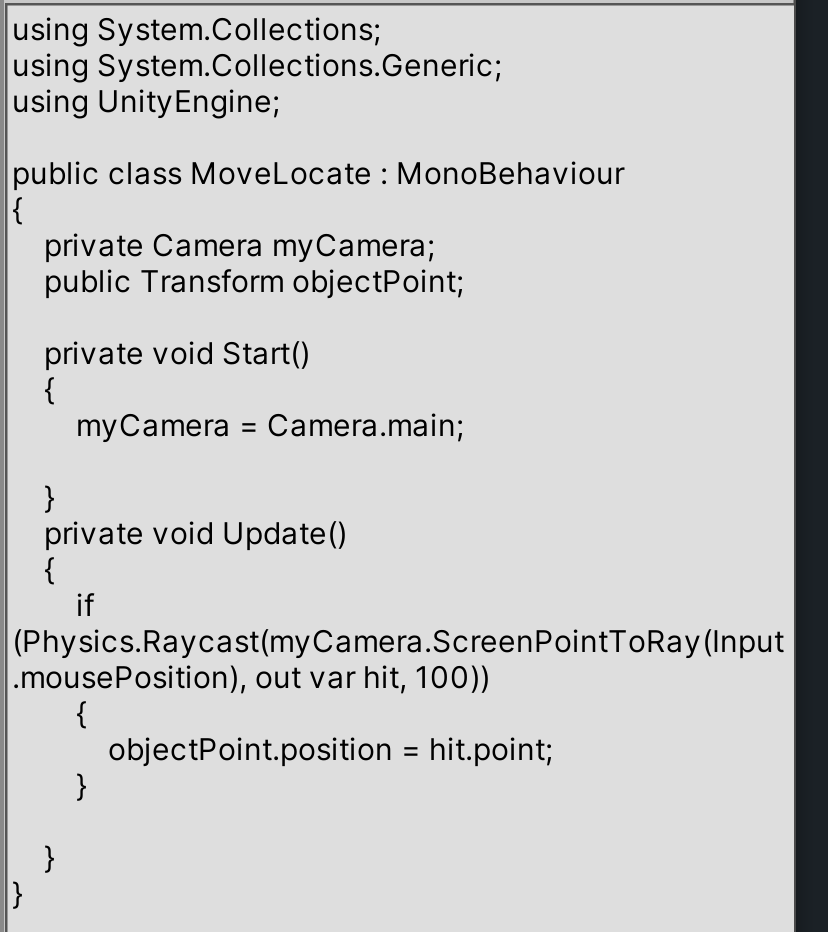 using System.Collections;
using System.Collections.Generic;
using UnityEngine;

public class MoveLocate : MonoBehaviour
{
    private Camera myCamera;
    public Transform objectPoint;

    private void Start()
    {
        myCamera = Camera.main;

    }
    private void Update()
    {
        if
(Physics.Raycast(myCamera.ScreenPointToRay(Input
.mousePosition), out var hit, 100))
        {
            objectPoint.position = hit.point;
        }

    }
}